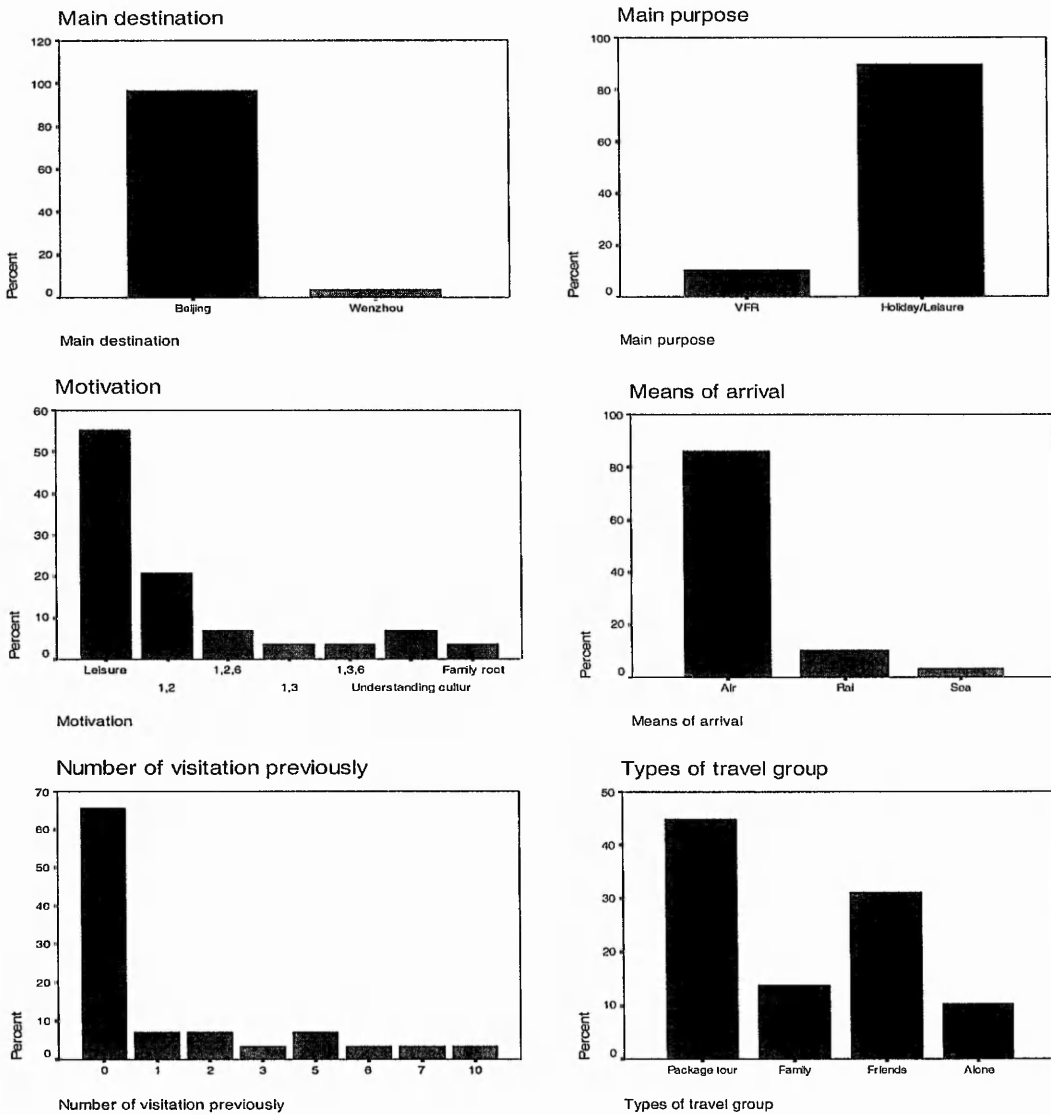 Main destination
120
100
80
60
40
20
0
Percent
Beijing
Wenzhou
Main destination
Main purpose
100
80
60
40
20
0
Percent
VFR
Holiday/Leisure
Main purpose
Motivation
60
50
40
30
20
10
0
Percent
Leisure
1,2,6
1,3,6
Family root
1,2
1,3
Understanding cultur
Motivation
Means of arrival
100
80
60
40
20
0
Percent
Air
Rai
Sea
Means of arrival
Number of visitation previously
70
60
50
40
30
20
10
0
Percent
0
1
2
3
5
6
7
10
Number of visitation previously
Types of travel group
50
40
30
20
10
0
Percent
Package tour
Family
Friends
Alone
Types of travel group